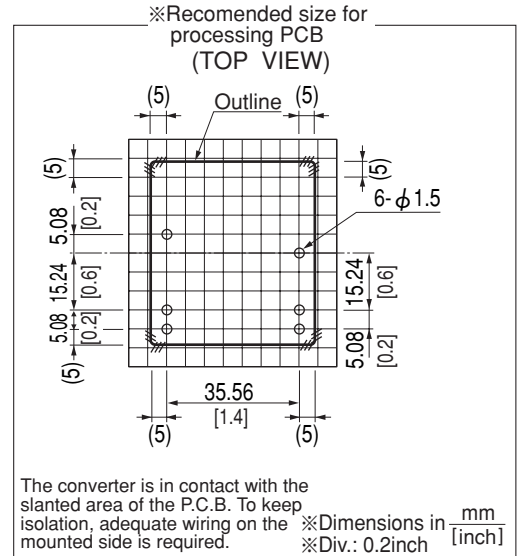 ※Recomended size for
processing PCB
(TOP VIEW)
(5)
Outline
(5)
(5)
(5)
6-ϕ1.5
5.08
[0.2]
15.24
[0.6]
5.08
[0.2]
(5)
15.24
[0.6]
5.08
[0.2]
35.56
[1.4]
(5)
(5)
The converter is in contact with the
slanted area of the P.C.B. To keep
isolation, adequate wiring on the
mounted side is required.
※Dimensions in mm
[inch]
※Div.: 0.2inch